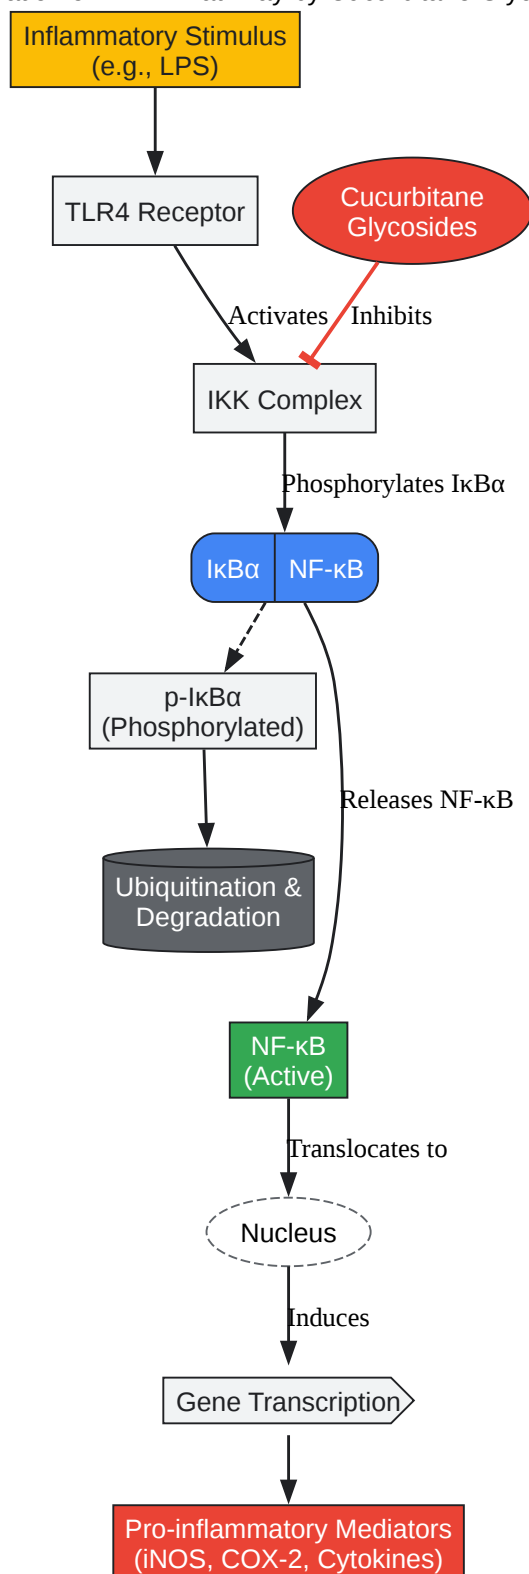 Inflammatory Stimulus
(e.g., LPS)
TLR4 Receptor
Cucurbitane
Glycosides
Activates
Inhibits
IKK Complex
Phosphorylates IκBα
IκBα
NF-κB
p-IκBα
(Phosphorylated)
Releases NF-κB
Ubiquitination &
Degradation
NF-κB
(Active)
Translocates to
Nucleus
Induces
Gene Transcription
Pro-inflammatory Mediators
(iNOS, COX-2, Cytokines)